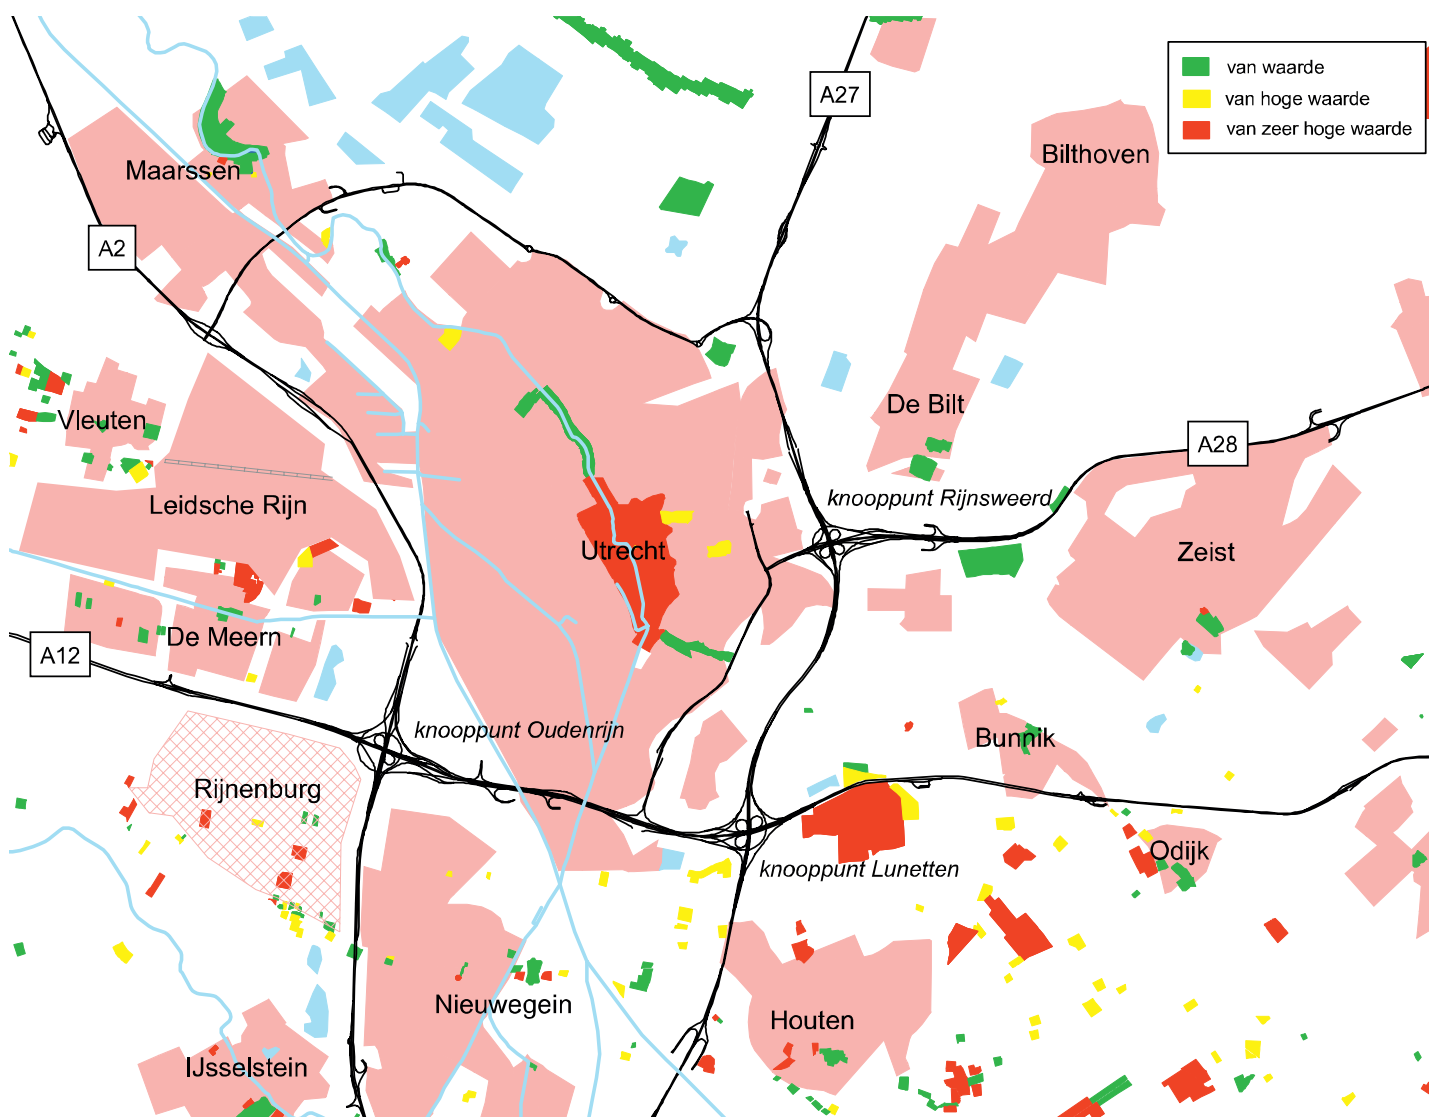 van waarde
van hoge waarde
van zeer hoge waarde
A27
Bilthoven
Maarssen
A2
De Bilt
Vleuten
A28
knooppunt Rijnsweerd
Leidsche Rijn
Utrecht
Zeist
De Meern
A12
knooppunt Oudenrijn
Bunnik
Rijnenburg
Odijk
knooppunt Lunetten
Nieuwegein
Houten
IJsselstein